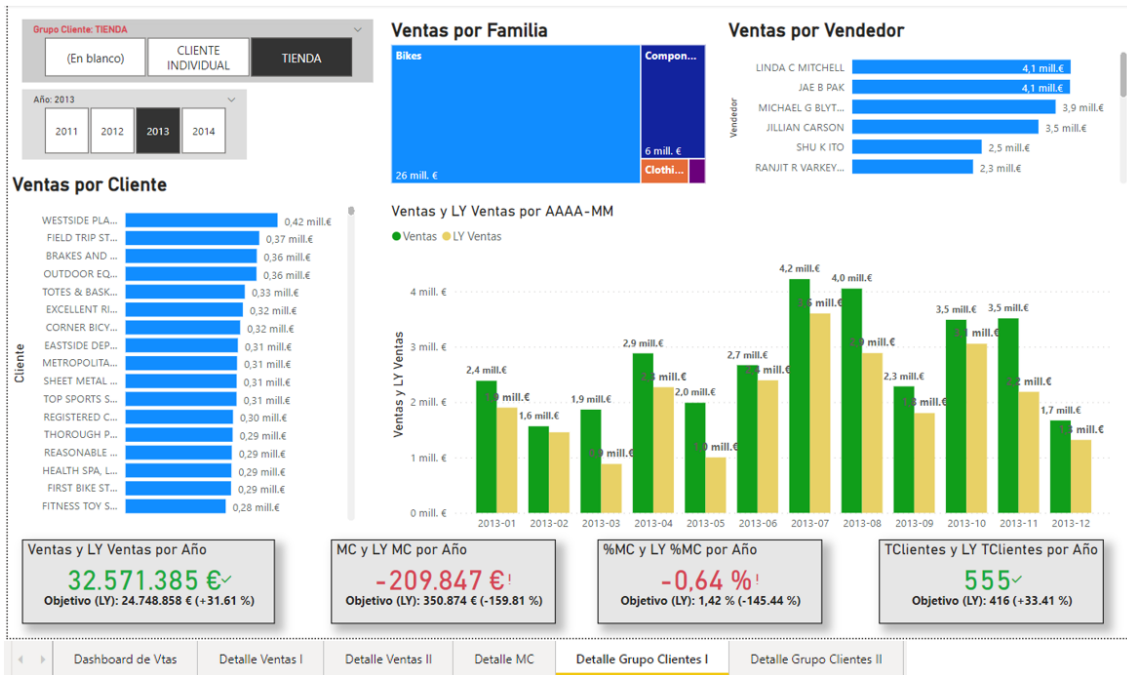 Grupo Cliente: TIENDA
(En blanco)
CLIENTE
INDIVIDUAL
TIENDA
Año: 2013
2011
2012
2013
2014
Ventas por Familia
Bikes
26 mill. €
Compon...
6 mill. €
Clothi...
Ventas por Vendedor
Vendedor
LINDA C MITCHELL 4,1 mill.€
JAE B PAK 4,1 mill.€
MICHAEL G BLYT... 3,9 mill.€
JILLIAN CARSON 3,5 mill.€
SHU K ITO 2,5 mill.€
RANJIT R VARKEY... 2,3 mill.€
Ventas por Cliente
Cliente
WESTSIDE PLA... 0,42 mill.€
FIELD TRIP ST... 0,37 mill.€
BRAKES AND ... 0,36 mill.€
OUTDOOR EQ... 0,36 mill.€
TOTES & BASK... 0,33 mill.€
EXCELLENT RI... 0,32 mill.€
CORNER BICY... 0,32 mill.€
EASTSIDE DEP... 0,31 mill.€
METROPOLITA... 0,31 mill.€
SHEET METAL ... 0,31 mill.€
TOP SPORTS S... 0,31 mill.€
REGISTERED C... 0,30 mill.€
THOROUGH P... 0,29 mill.€
REASONABLE ... 0,29 mill.€
HEALTH SPA, L... 0,29 mill.€
FIRST BIKE ST... 0,29 mill.€
FITNESS TOY S... 0,28 mill.€
Ventas y LY Ventas por AAAA-MM
Ventas LY Ventas
Ventas y LY Ventas
4 mill. €
3 mill. €
2 mill. €
1 mill. €
0 mill. €
2,4 mill.€
1,6 mill.€
1,9 mill.€
2,9 mill.€
2,0 mill.€
2,7 mill.€
4,2 mill.€
4,0 mill.€
2,3 mill.€
3,5 mill.€
3,5 mill.€
1,7 mill.€
2013-01 2013-02 2013-03 2013-04 2013-05 2013-06 2013-07 2013-08 2013-09 2013-10 2013-11 2013-12
Ventas y LY Ventas por Año
32.571.385 €
Objetivo (LY): 24.748.858 € (+31.61 %)
MC y LY MC por Año
-209.847 €!
Objetivo (LY): 350.874 € (-159.81 %)
%MC y LY %MC por Año
-0,64 %!
Objetivo (LY): 1,42 % (-145.44 %)
TClientes y LY TClientes por Año
555
Objetivo (LY): 416 (+33.41 %)
Dashboard de Vtas
Detalle Ventas I
Detalle Ventas II
Detalle MC
Detalle Grupo Clientes I
Detalle Grupo Clientes II